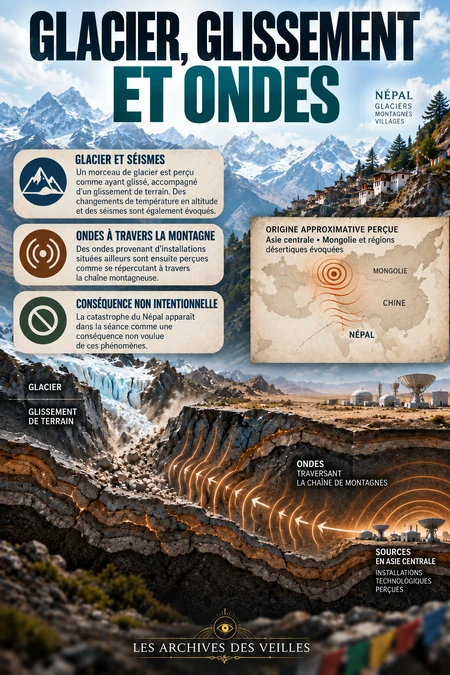 GLACIER, GLISSEMENT
ET ONDES
NÉPAL
GLACIERS
MONTAGNES
VILLAGES
GLACIER ET SÉISMES
Un morceau de glacier est perçu
comme ayant glissé, accompagné
d'un glissement de terrain. Des
changements de température en altitude
et des séismes sont également évoqués.
ONDES À TRAVERS LA MONTAGNE
Des ondes provenant d'installations
situées ailleurs sont ensuite perçues
comme se répercutant à travers
la chaîne montagneuse.
CONSÉQUENCE NON INTENTIONNELLE
La catastrophe du Népal apparaît
dans la séance comme une
conséquence non voulue
de ces phénomènes.
ORIGINE APPROXIMATIVE PERÇUE
Asie centrale • Mongolie et régions
désertiques évoquées
MONGOLIE
CHINE
NÉPAL
GLACIER
GLISSEMENT
DE TERRAIN
ONDES
TRAVERSANT
LA CHAÎNE DE MONTAGNES
SOURCES
EN ASIE CENTRALE
INSTALLATIONS
TECHNOLOGIQUES
PERÇUES
LES ARCHIVES DES VEILLES